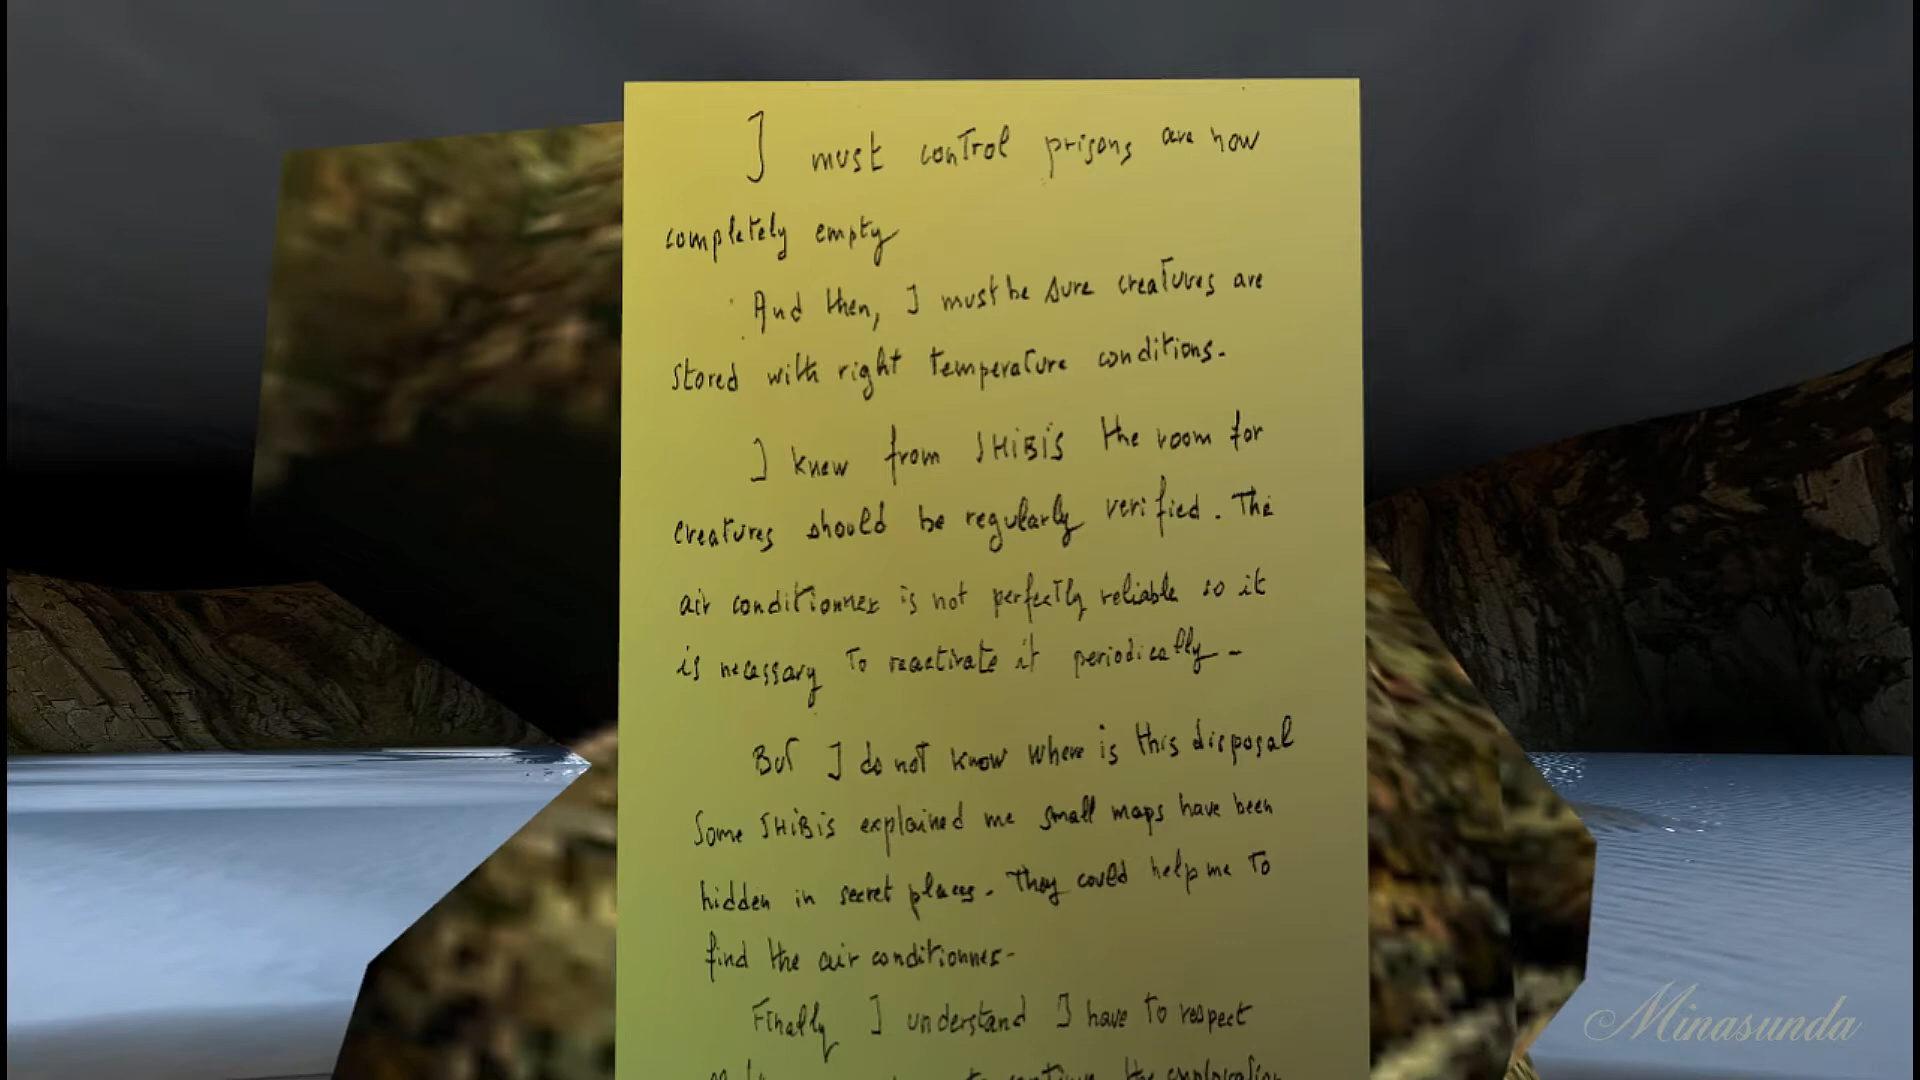 I must control prisons are now
completely empty
And then, I must be sure creatures are
stored with right temperature conditions.
I knew from SHiBiS the room for
creatures should be regularly verified. The
air conditionner is not perfectly reliable so it
is necessary to reactivate it periodically -
But I do not know where is this disposal
Some SHiBiS explained me small maps have been
hidden in secret places. They could help me to
find the air conditionner.
Finally I understand I have to respect
to continue the exploration
Minasunda